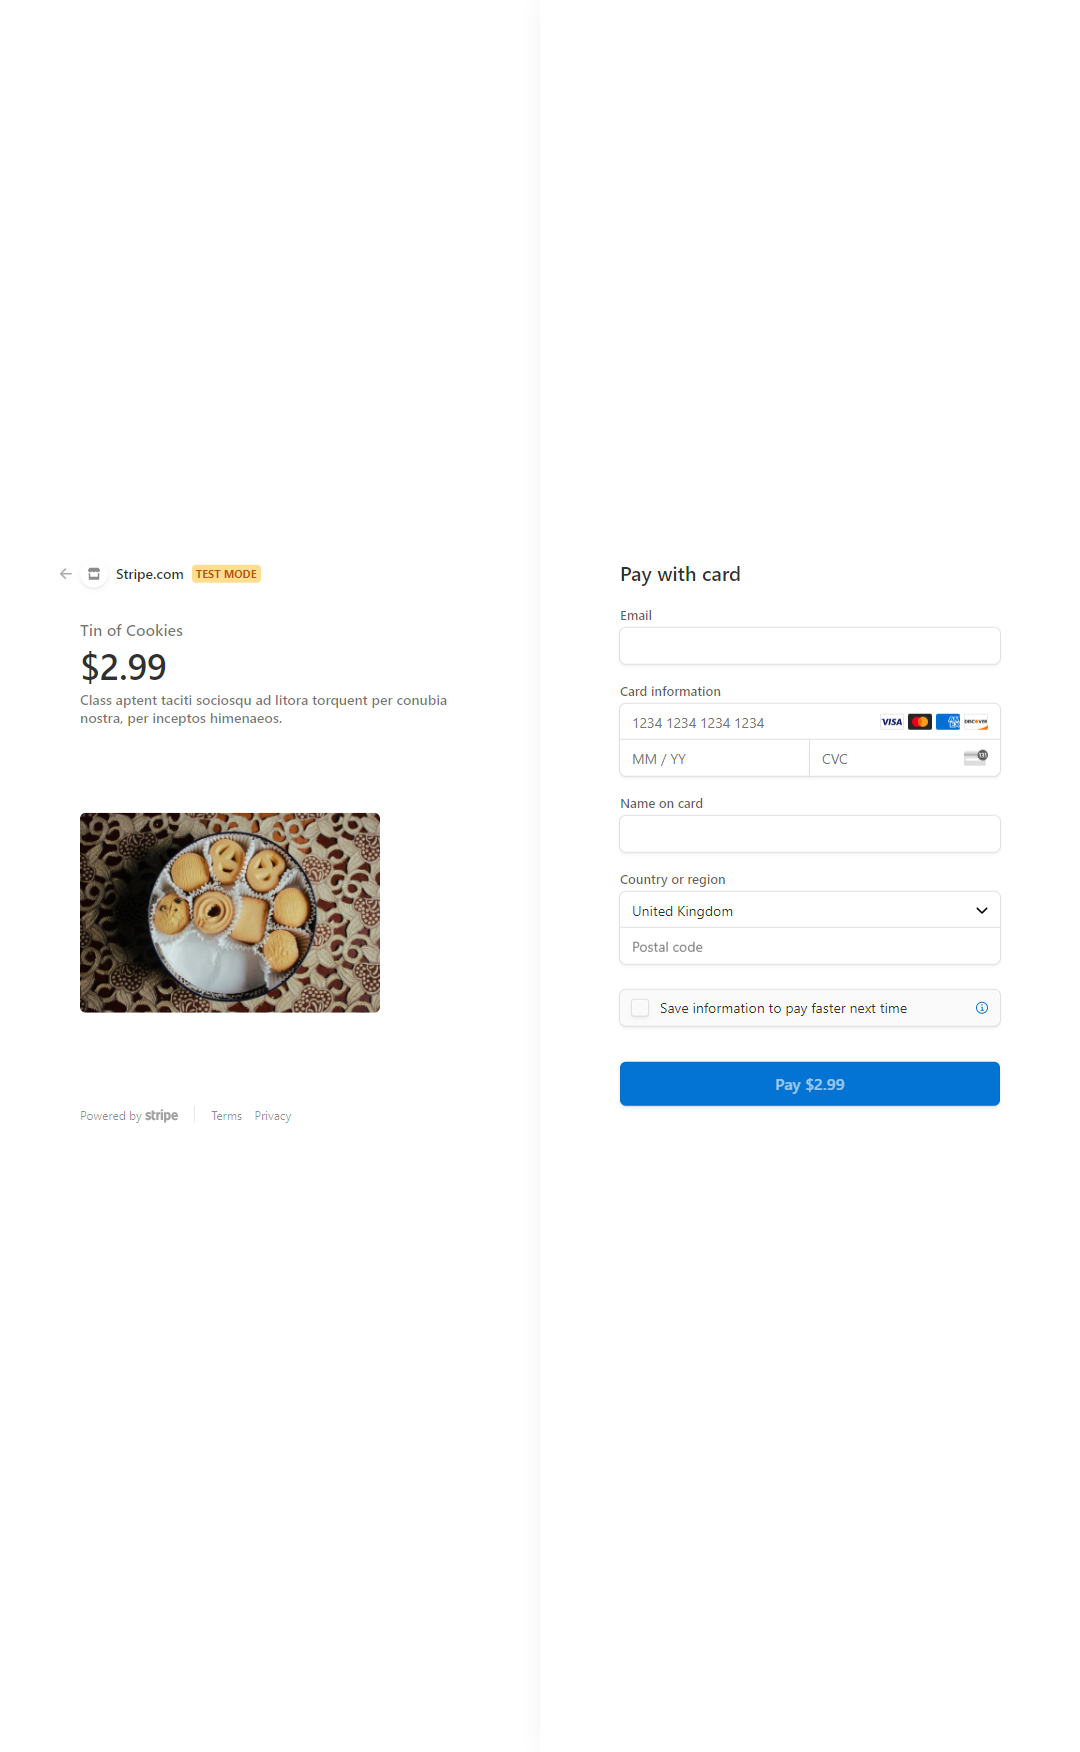 Stripe.com TEST MODE
Tin of Cookies
$2.99
Class aptent taciti sociosqu ad litora torquent per conubia
nostra, per inceptos himenaeos.
Powered by stripe
Terms Privacy
Pay with card
Email
Card information
1234 1234 1234 1234 VISA AMEX DISCOVER
MM / YY
CVC 135
Name on card
Country or region
United Kingdom
Postal code
Save information to pay faster next time
Pay $2.99